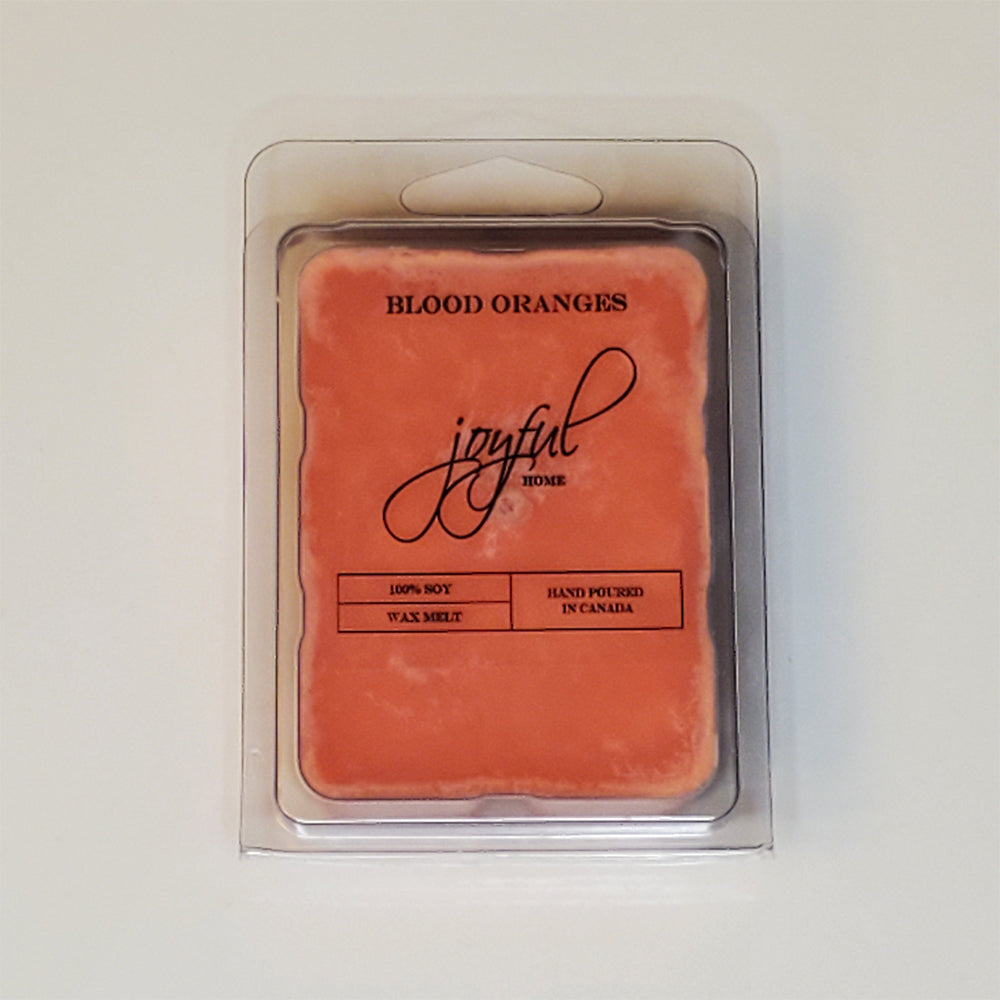 BLOOD ORANGES
joyful
HOME
100% SOY
WAX MELT
HAND POURED
IN CANADA